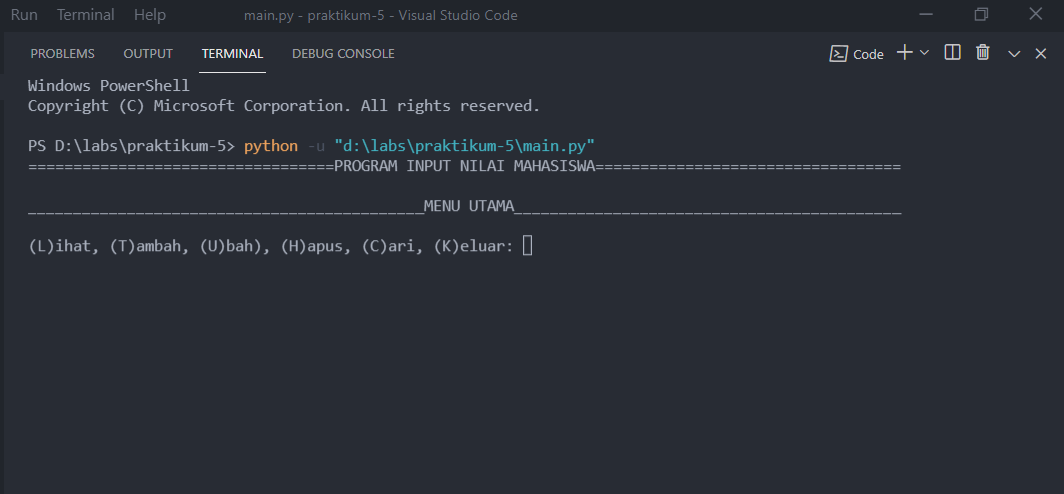 Run Terminal Help main.py - praktikum-5 - Visual Studio Code
PROBLEMS OUTPUT TERMINAL DEBUG CONSOLE Code
Windows PowerShell
Copyright (C) Microsoft Corporation. All rights reserved.
PS D:\labs\praktikum-5> python -u "d:\labs\praktikum-5\main.py"
==================================PROGRAM INPUT NILAI MAHASISWA==================================
____________________________________________MENU UTAMA___________________________________________
(L)ihat, (T)ambah, (U)bah), (H)apus, (C)ari, (K)eluar: